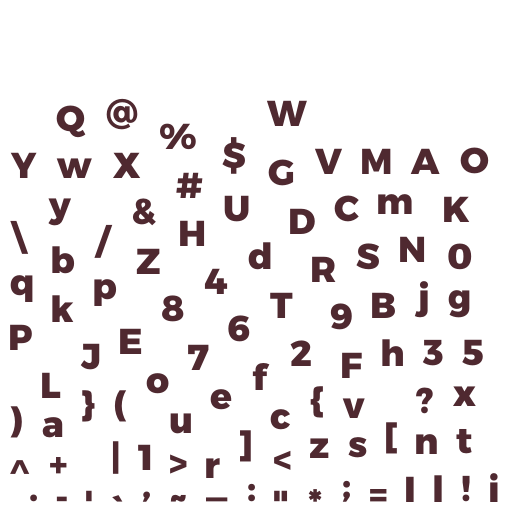 W
Q @ %
Y w X $ G V M A O
y & # U D C m K
\ b / Z H d R S N 0
q k p 8 4 T 9 B j g
P J E 7 6 2 F h 3 5
L } ( o e f { v ? x
) a u c
^ + | 1 > r ] < z s [ n t
* ; = ! i